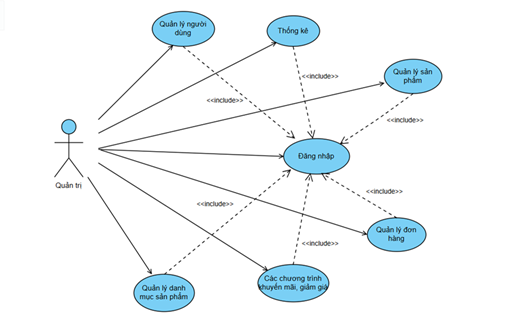 Quản lý người
dùng
Thống kê
Quản lý sản
phẩm
<<include>>
<<include>>
<<include>>
Quản trị
Đăng nhập
<<include>>
<<include>>
<<include>>
Quản lý đơn
hàng
Quản lý danh
mục sản phẩm
Các chương trình
khuyến mãi, giảm giá